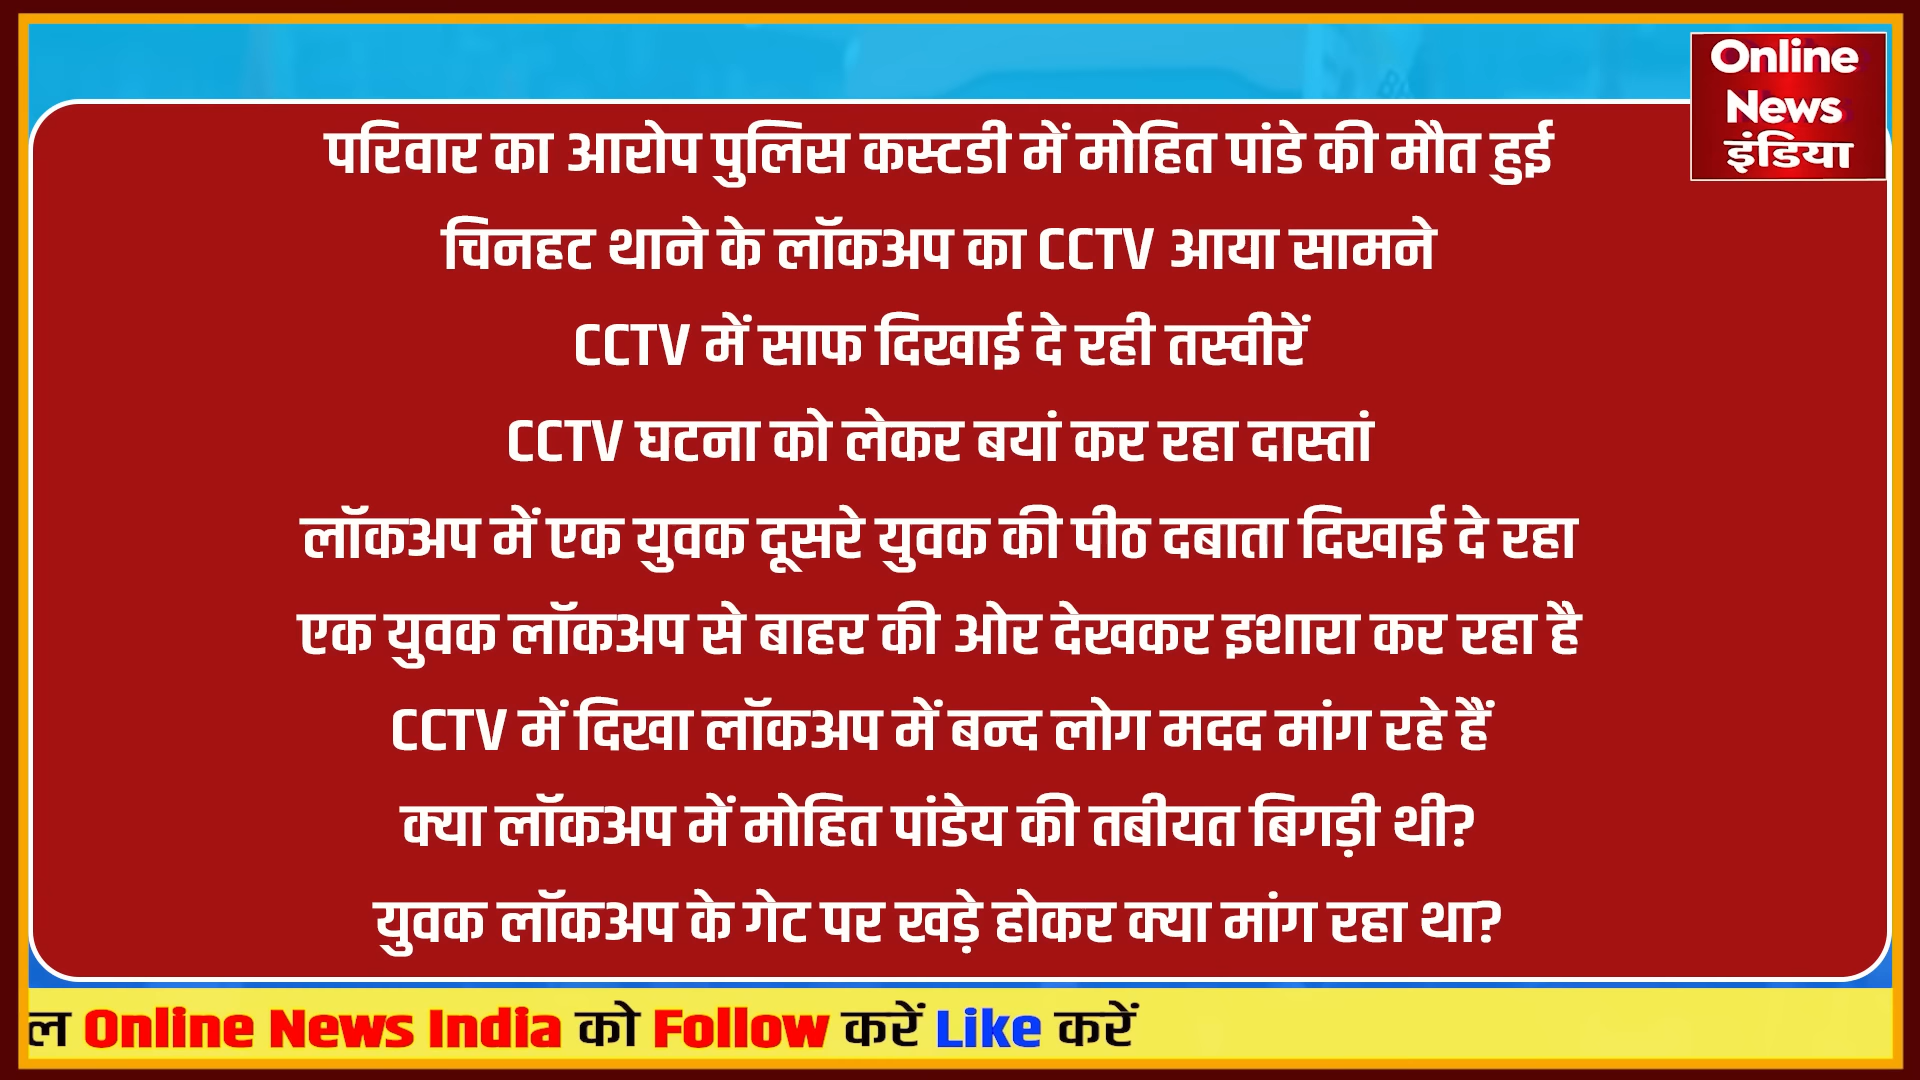 Online
News
इंडिया
परिवार का आरोप पुलिस कस्टडी में मोहित पांडे की मौत हुई
चिनहट थाने के लॉकअप का CCTV आया सामने
CCTV में साफ दिखाई दे रही तस्वीरें
CCTV घटना को लेकर बयां कर रहा दास्तां
लॉकअप में एक युवक दूसरे युवक की पीठ दबाता दिखाई दे रहा
एक युवक लॉकअप से बाहर की ओर देखकर इशारा कर रहा है
CCTV में दिखा लॉकअप में बन्द लोग मदद मांग रहे हैं
क्या लॉकअप में मोहित पांडेय की तबीयत बिगड़ी थी?
युवक लॉकअप के गेट पर खड़े होकर क्या मांग रहा था?
ल Online News India को Follow करें Like करें